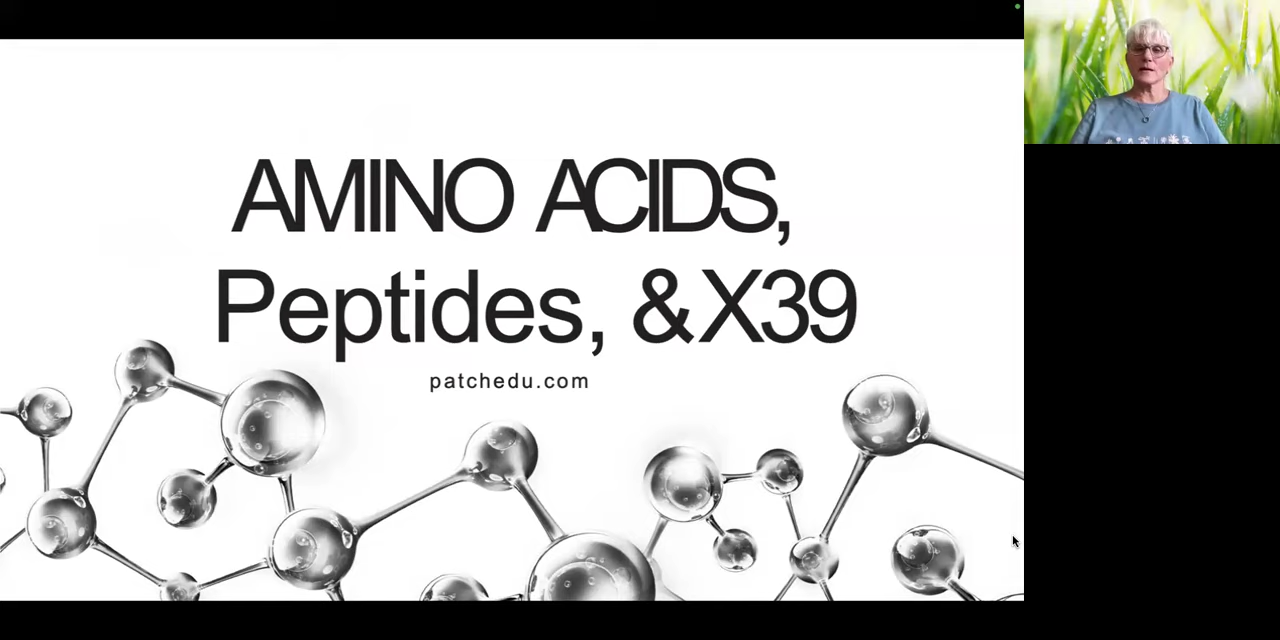 AMINO ACIDS,
Peptides, & X39
patchedu.com